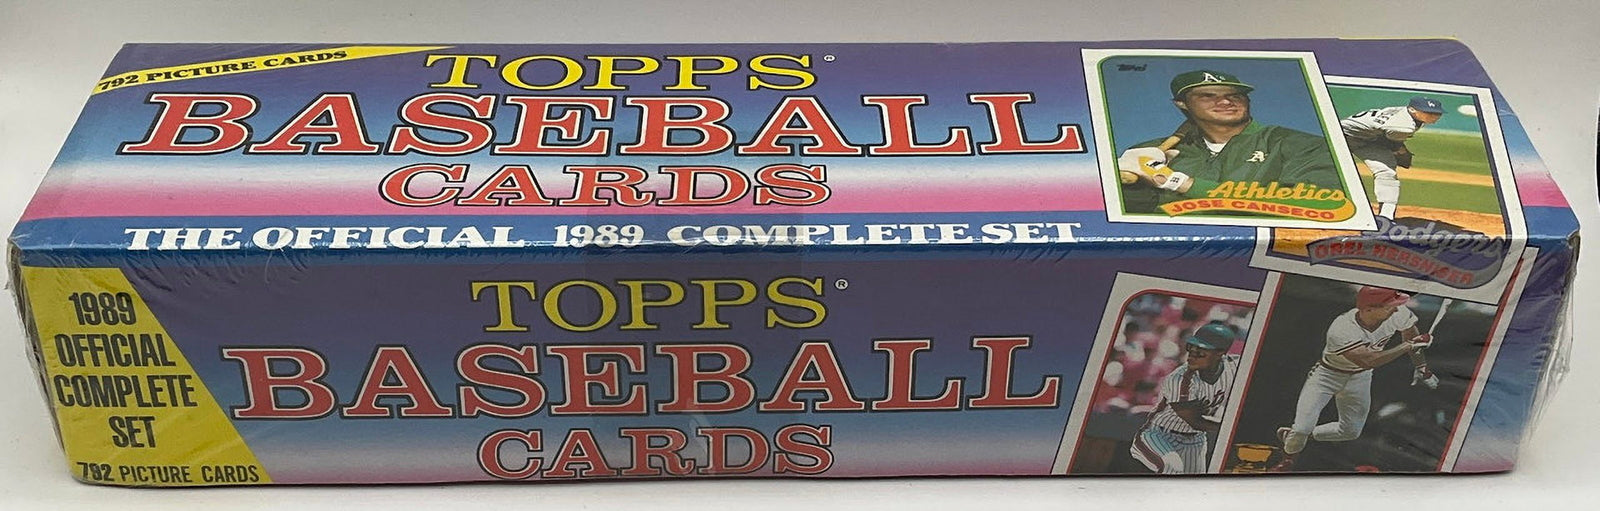 792 PICTURE CARDS
TOPPS®
BASEBALL
CARDS
THE OFFICIAL 1989 COMPLETE SET
Topps
A's
A
Athletics
JOSE CANSECO
Dodgers
OREL HERSHISER
1989
OFFICIAL
COMPLETE
SET
792 PICTURE CARDS
TOPPS®
BASEBALL
CARDS